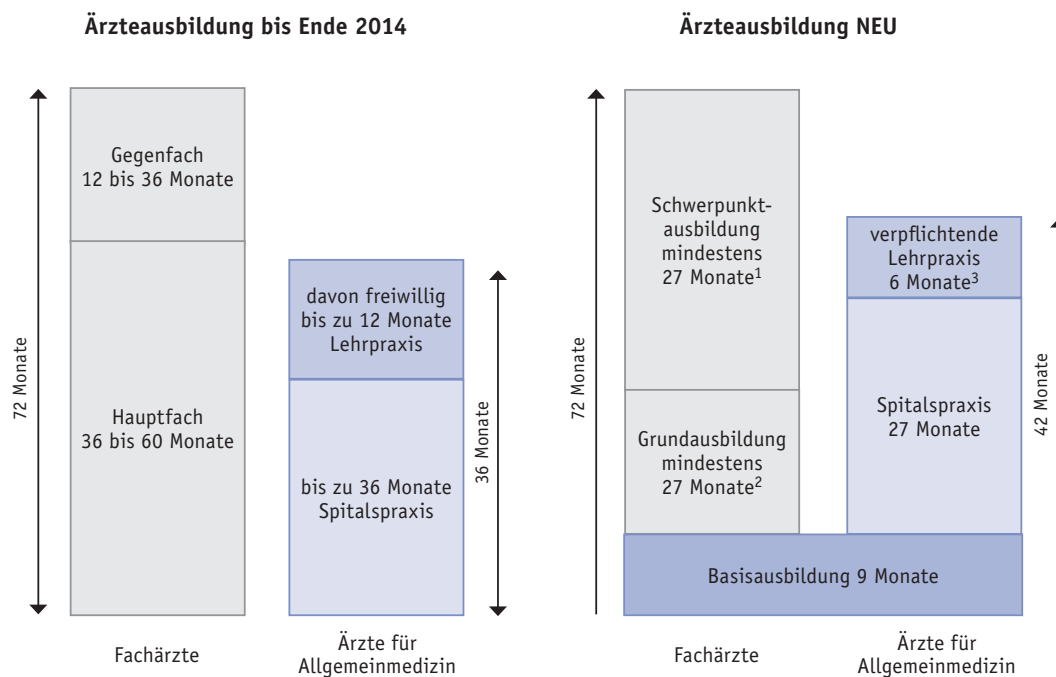 Ärzteausbildung bis Ende 2014
72 Monate
Gegenfach
12 bis 36 Monate
Hauptfach
36 bis 60 Monate
Fachärzte
davon freiwillig
bis zu 12 Monate
Lehrpraxis
bis zu 36 Monate
Spitalspraxis
36 Monate
Ärzte für
Allgemeinmedizin
Ärzteausbildung NEU
72 Monate
Schwerpunkt-
ausbildung
mindestens
27 Monate¹
Grundausbildung
mindestens
27 Monate²
verpflichtende
Lehrpraxis
6 Monate³
Spitalspraxis
27 Monate
42 Monate
Basisausbildung 9 Monate
Fachärzte
Ärzte für
Allgemeinmedizin